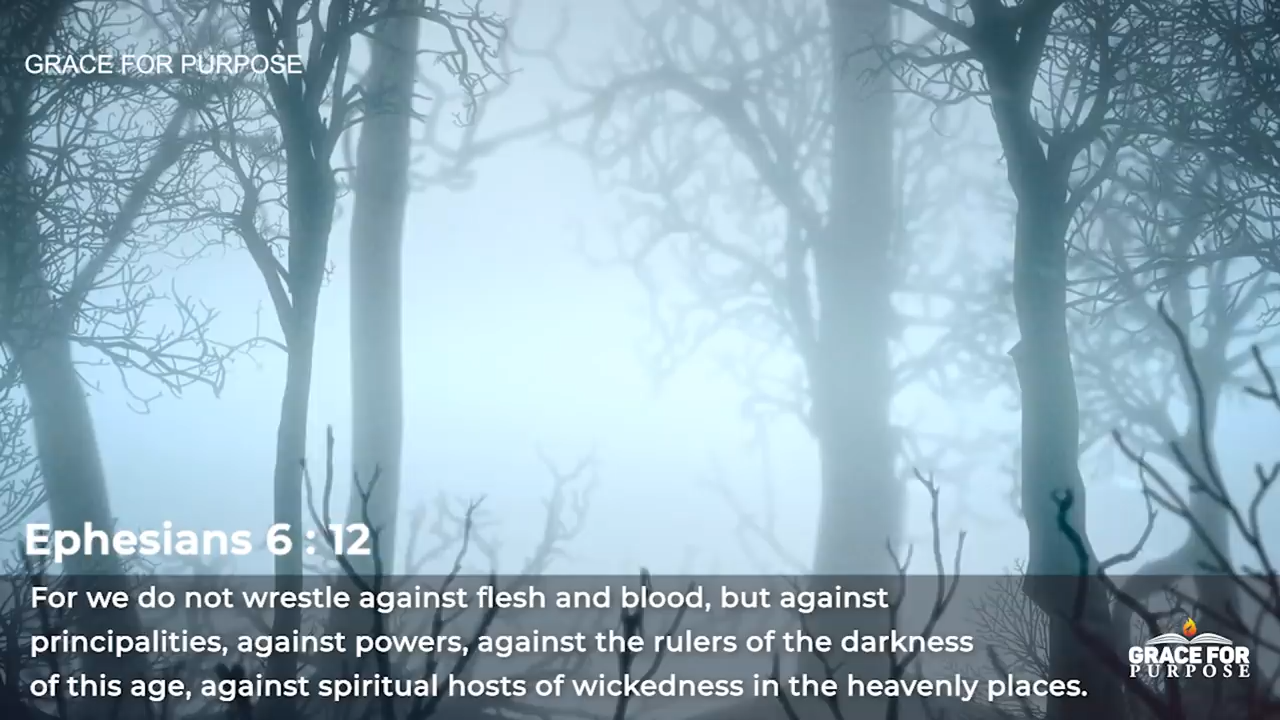 GRACE FOR PURPOSE
Ephesians 6 : 12
For we do not wrestle against flesh and blood, but against
principalities, against powers, against the rulers of the darkness
of this age, against spiritual hosts of wickedness in the heavenly places.
GRACE FOR
PURPOSE